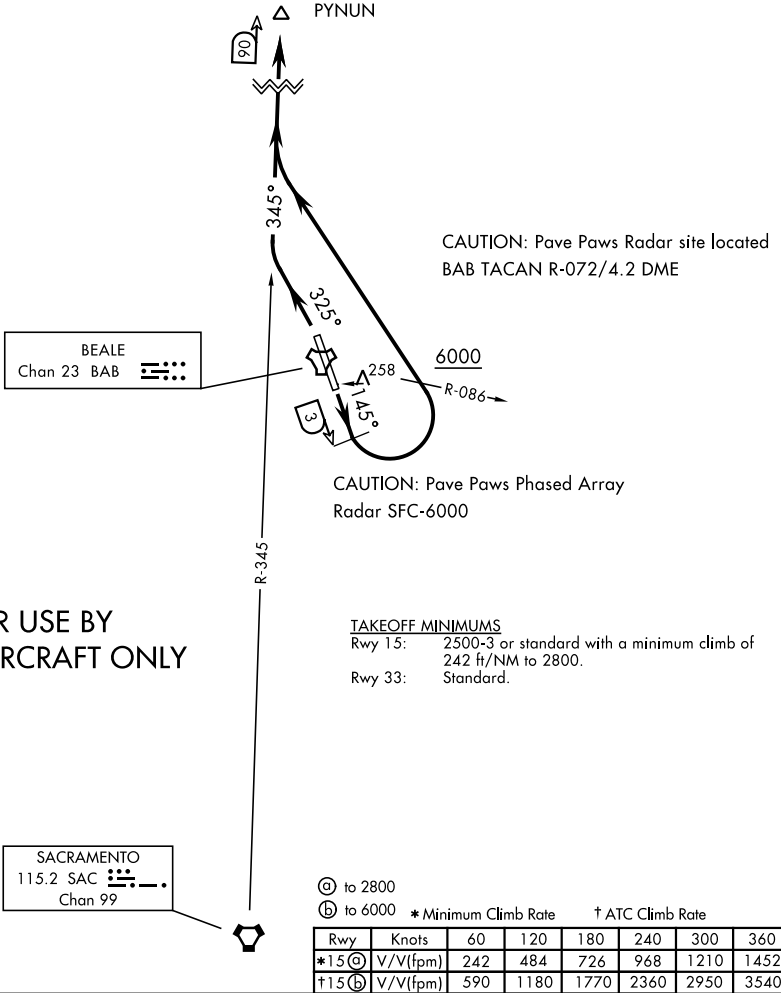 PYNUN
90
345°
CAUTION: Pave Paws Radar site located
BAB TACAN R-072/4.2 DME
325°
BEALE
Chan 23 BAB
258
6000
R-086
145°
3
CAUTION: Pave Paws Phased Array
Radar SFC-6000
R-345
R USE BY
RCRAFT ONLY
TAKEOFF MINIMUMS
Rwy 15: 2500-3 or standard with a minimum climb of
242 ft/NM to 2800.
Rwy 33: Standard.
SACRAMENTO
115.2 SAC
Chan 99
ⓐ to 2800
ⓑ to 6000 * Minimum Climb Rate † ATC Climb Rate
Rwy Knots 60 120 180 240 300 360
*15 ⓐ V/V(fpm) 242 484 726 968 1210 1452
†15 ⓑ V/V(fpm) 590 1180 1770 2360 2950 3540